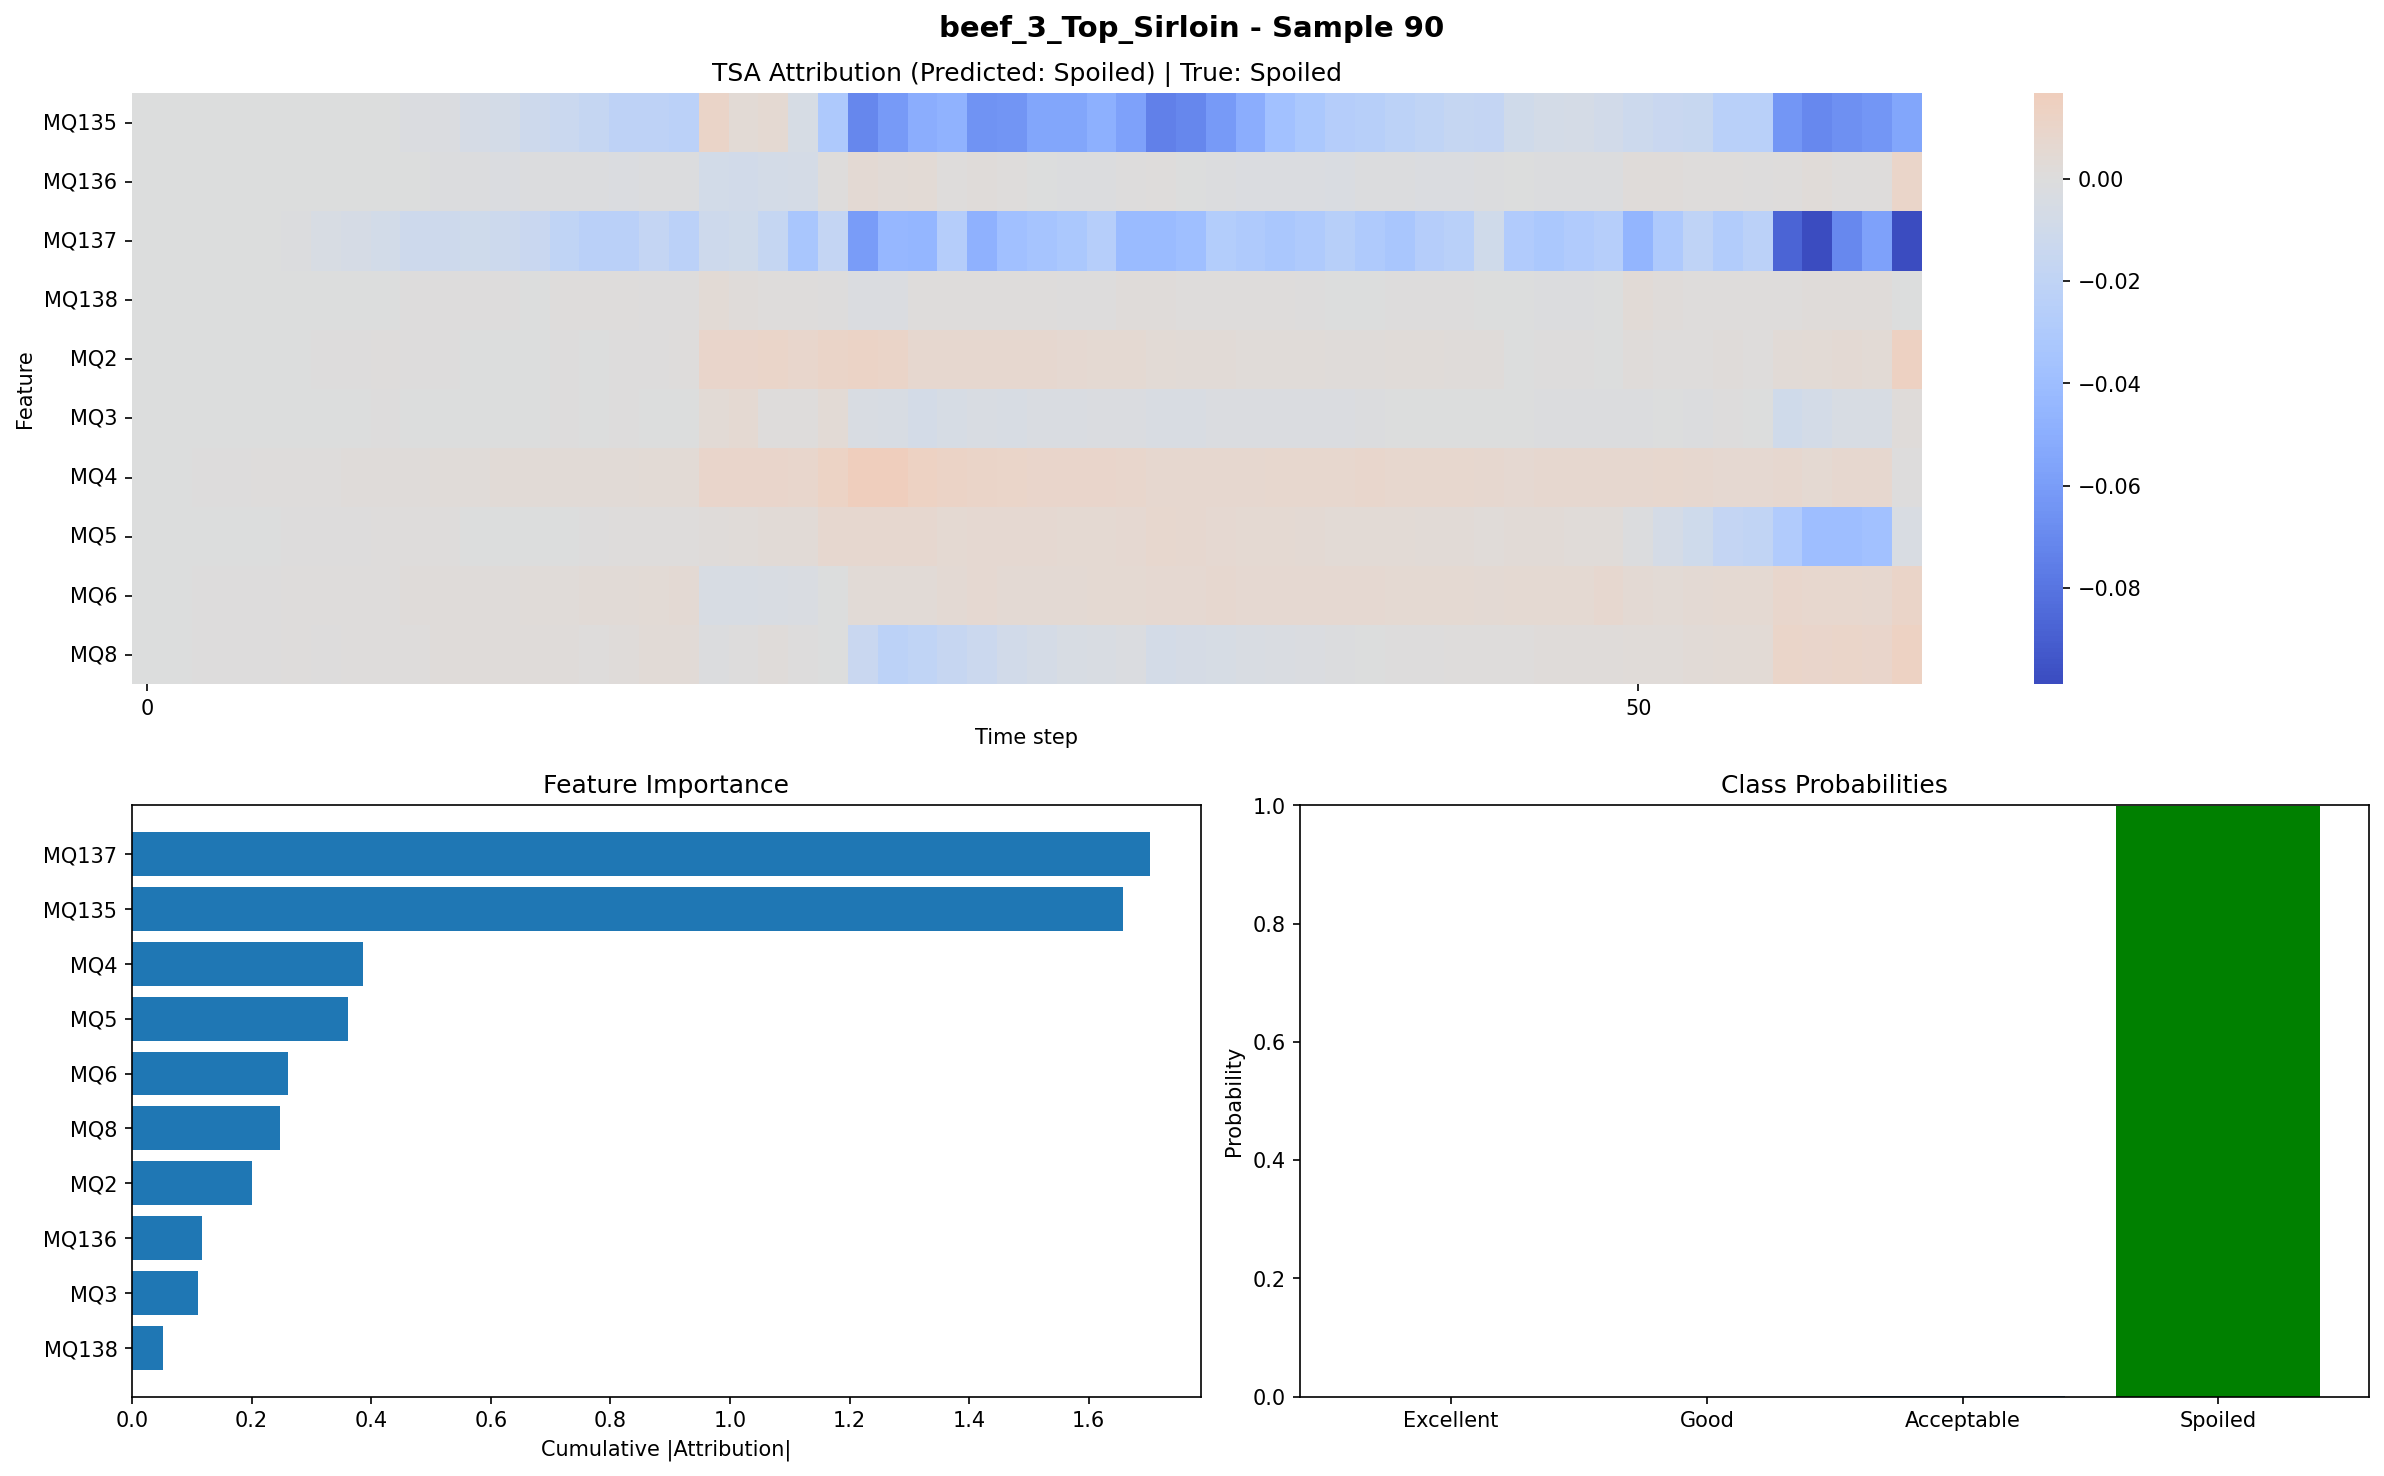 beef_3_Top_Sirloin - Sample 90
TSA Attribution (Predicted: Spoiled) | True: Spoiled
Feature
MQ135
MQ136
MQ137
MQ138
MQ2
MQ3
MQ4
MQ5
MQ6
MQ8
0
50
Time step
0.00
−0.02
−0.04
−0.06
−0.08
Feature Importance
MQ137
MQ135
MQ4
MQ5
MQ6
MQ8
MQ2
MQ136
MQ3
MQ138
0.0 0.2 0.4 0.6 0.8 1.0 1.2 1.4 1.6
Cumulative |Attribution|
Class Probabilities
Probability
1.0
0.8
0.6
0.4
0.2
0.0
Excellent Good Acceptable Spoiled